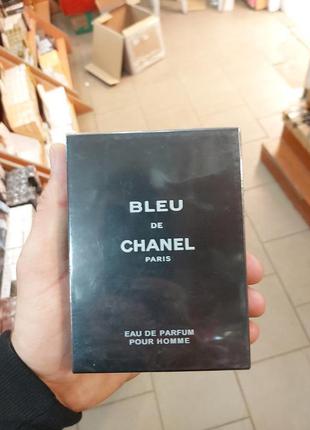 BLEU
DE
CHANEL
PARIS
EAU DE PARFUM
POUR HOMME